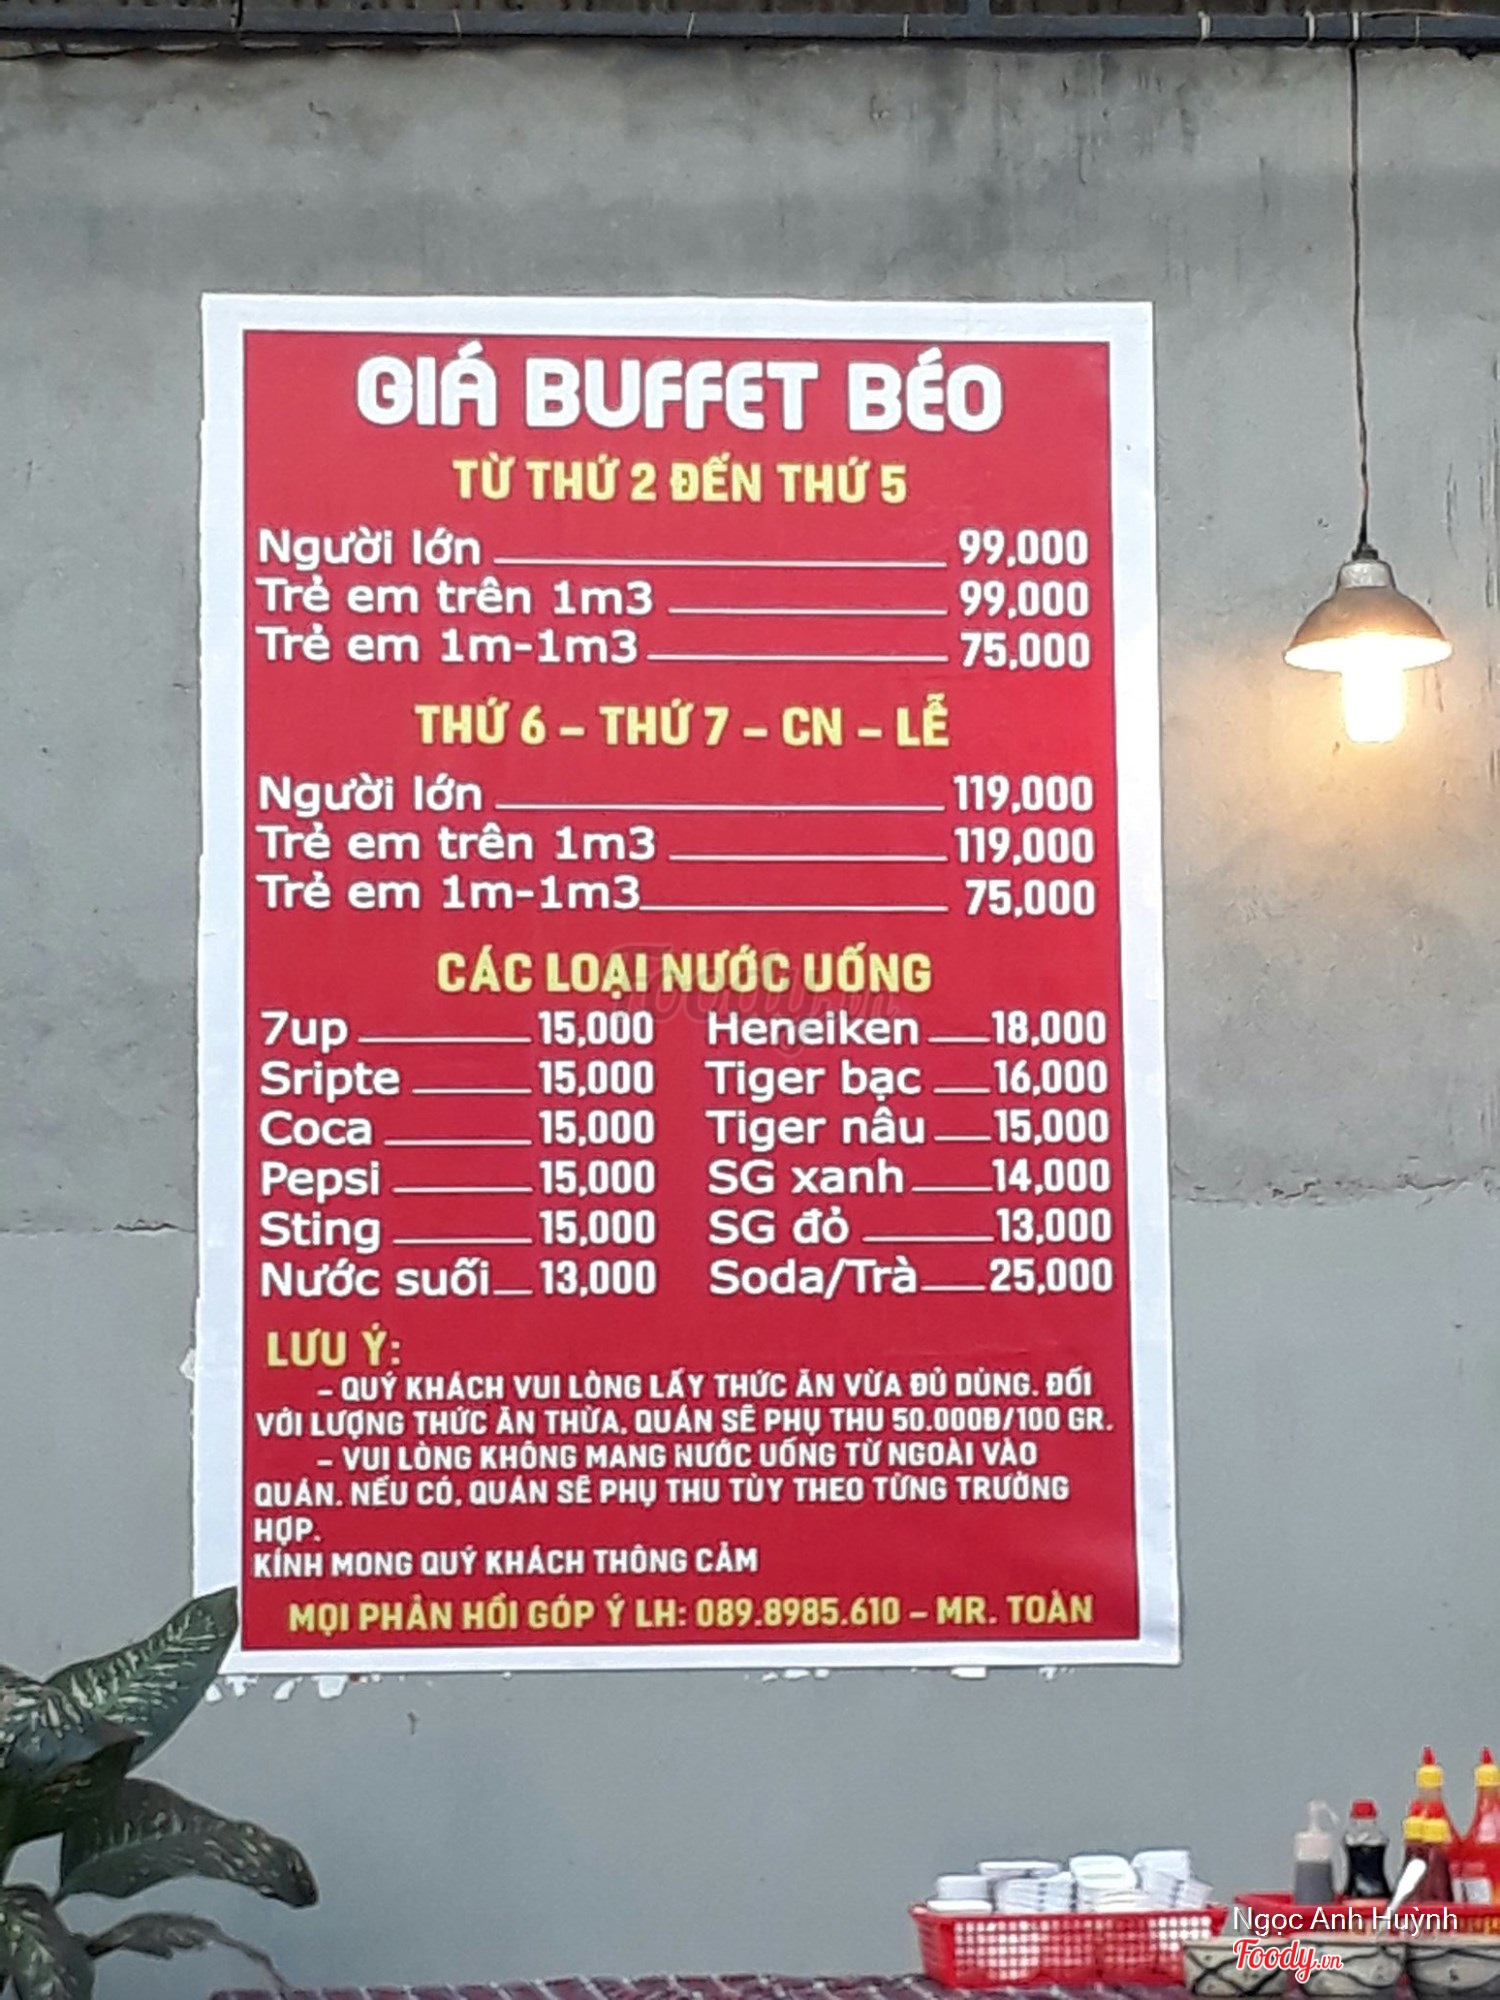 GIÁ BUFFET BÉO
TỪ THỨ 2 ĐẾN THỨ 5
Người lớn 99,000
Trẻ em trên 1m3 99,000
Trẻ em 1m-1m3 75,000
THỨ 6 – THỨ 7 – CN – LỄ
Người lớn 119,000
Trẻ em trên 1m3 119,000
Trẻ em 1m-1m3 75,000
CÁC LOẠI NƯỚC UỐNG
7up 15,000 Heneiken 18,000
Sripte 15,000 Tiger bạc 16,000
Coca 15,000 Tiger nâu 15,000
Pepsi 15,000 SG xanh 14,000
Sting 15,000 SG đỏ 13,000
Nước suối 13,000 Soda/Trà 25,000
LƯU Ý:
– QUÝ KHÁCH VUI LÒNG LẤY THỨC ĂN VỪA ĐỦ DÙNG. ĐỐI
VỚI LƯỢNG THỨC ĂN THỪA, QUÁN SẼ PHỤ THU 50.000Đ/100 GR.
– VUI LÒNG KHÔNG MANG NƯỚC UỐNG TỪ NGOÀI VÀO
QUÁN. NẾU CÓ, QUÁN SẼ PHỤ THU TÙY THEO TỪNG TRƯỜNG
HỢP.
KÍNH MONG QUÝ KHÁCH THÔNG CẢM
MỌI PHẢN HỒI GÓP Ý LH: 089.8985.610 – MR. TOÀN
Foody.vn
Ngọc Anh Huỳnh
Foody.vn